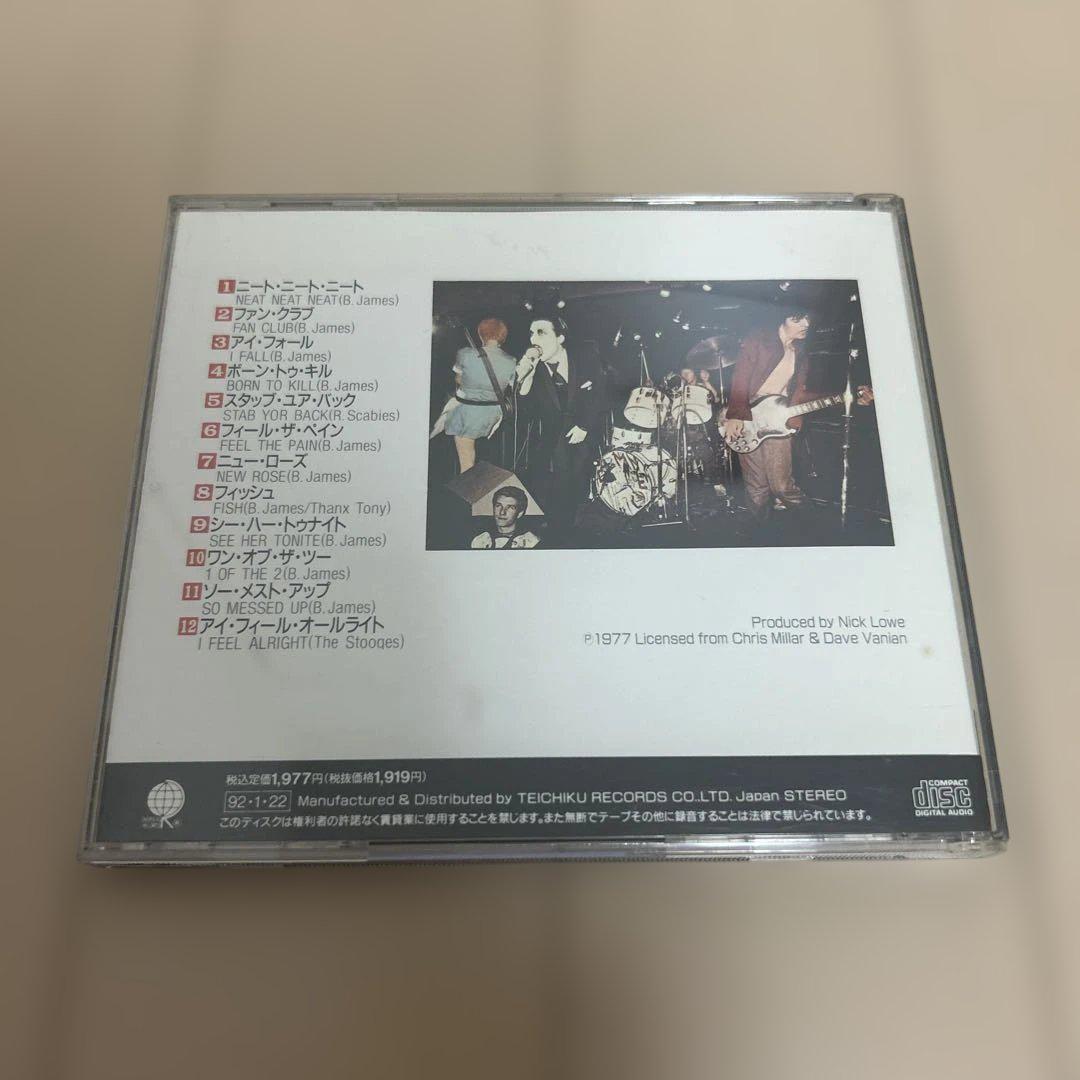 1 ニート・ニート・ニート
NEAT NEAT NEAT(B. James)
2 ファン・クラブ
FAN CLUB(B. James)
3 アイ・フォール
I FALL(B. James)
4 ボーン・トゥ・キル
BORN TO KILL(B. James)
5 スタッブ・ユア・バック
STAB YOR BACK(R. Scabies)
6 フィール・ザ・ペイン
FEEL THE PAIN(B. James)
7 ニュー・ローズ
NEW ROSE(B. James)
8 フィッシュ
FISH(B. James/Thanx Tony)
9 シー・ハー・トゥナイト
SEE HER TONITE(B. James)
10 ワン・オブ・ザ・ツー
1 OF THE 2(B. James)
11 ソー・メスト・アップ
SO MESSED UP(B. James)
12 アイ・フィール・オールライト
I FEEL ALRIGHT(The Stooges)
Produced by Nick Lowe
℗1977 Licensed from Chris Millar & Dave Vanian
税込定価1,977円(税抜価格1,919円)
92・1・22 Manufactured & Distributed by TEICHIKU RECORDS CO.,LTD. Japan STEREO
このディスクは権利者の許諾なく賃貸業に使用することを禁じます。また無断でテープその他に録音することは法律で禁じられています。
COMPACT
disc
DIGITAL AUDIO